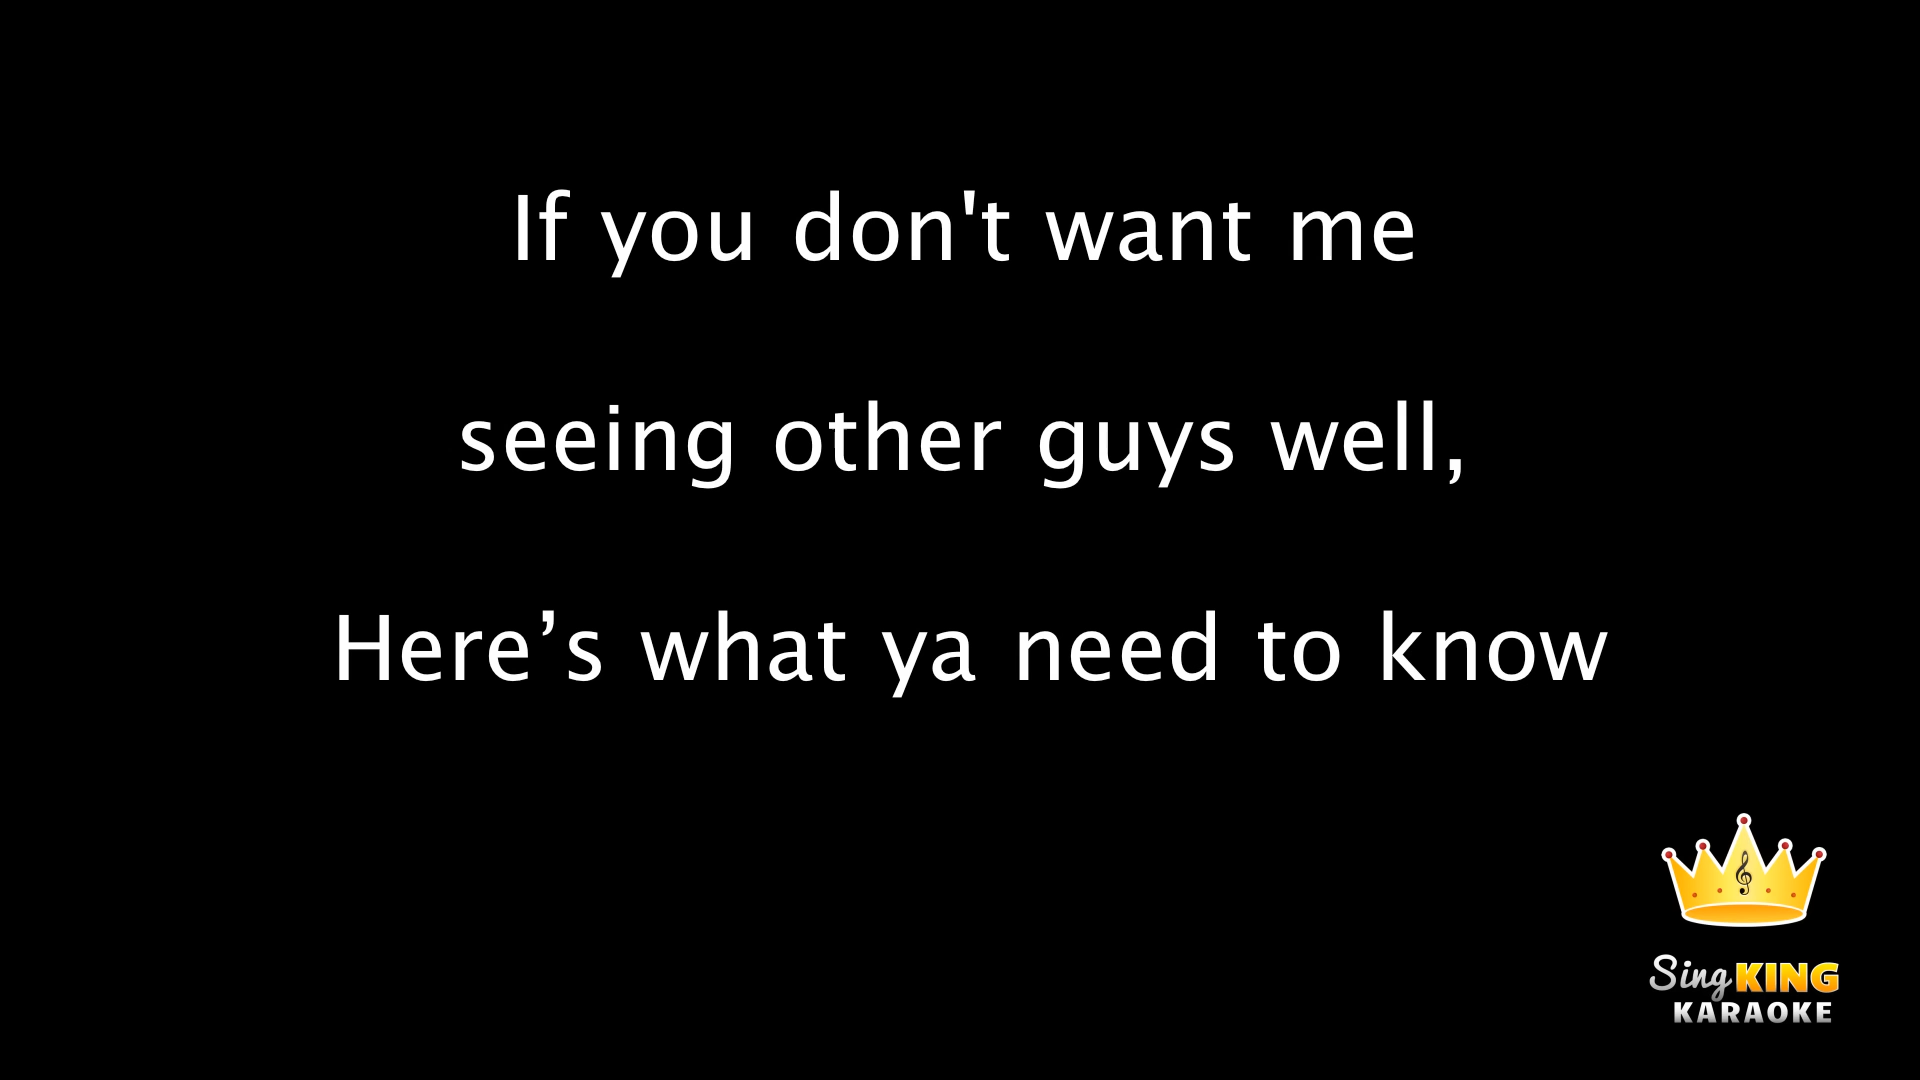 If you don't want me
seeing other guys well,
Here’s what ya need to know
Sing KING
KARAOKE